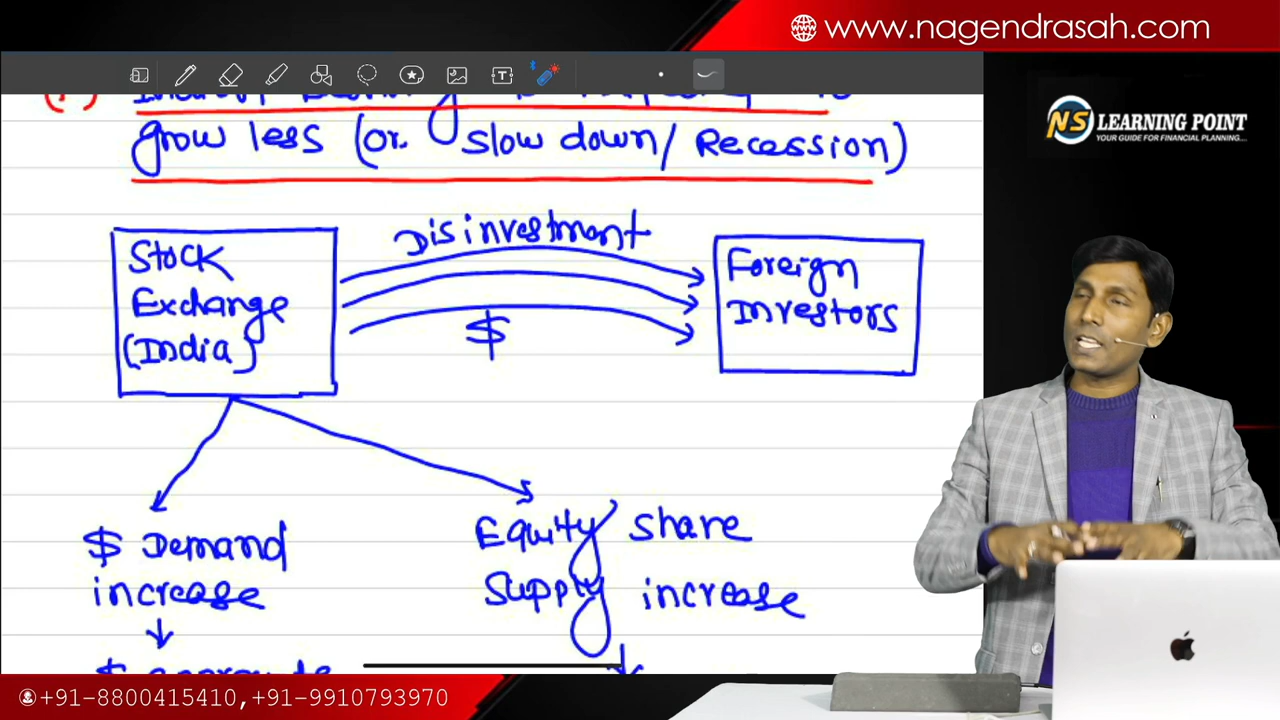 www.nagendrasah.com
NS LEARNING POINT
YOUR GUIDE FOR FINANCIAL PLANNING...
grow less (or. slow down/ Recession)
Disinvestment
Stock
Exchange
(India)
$
Foreign
Investors
$ Demand
increase
Equity share
supply increase
+91-8800415410,+91-9910793970